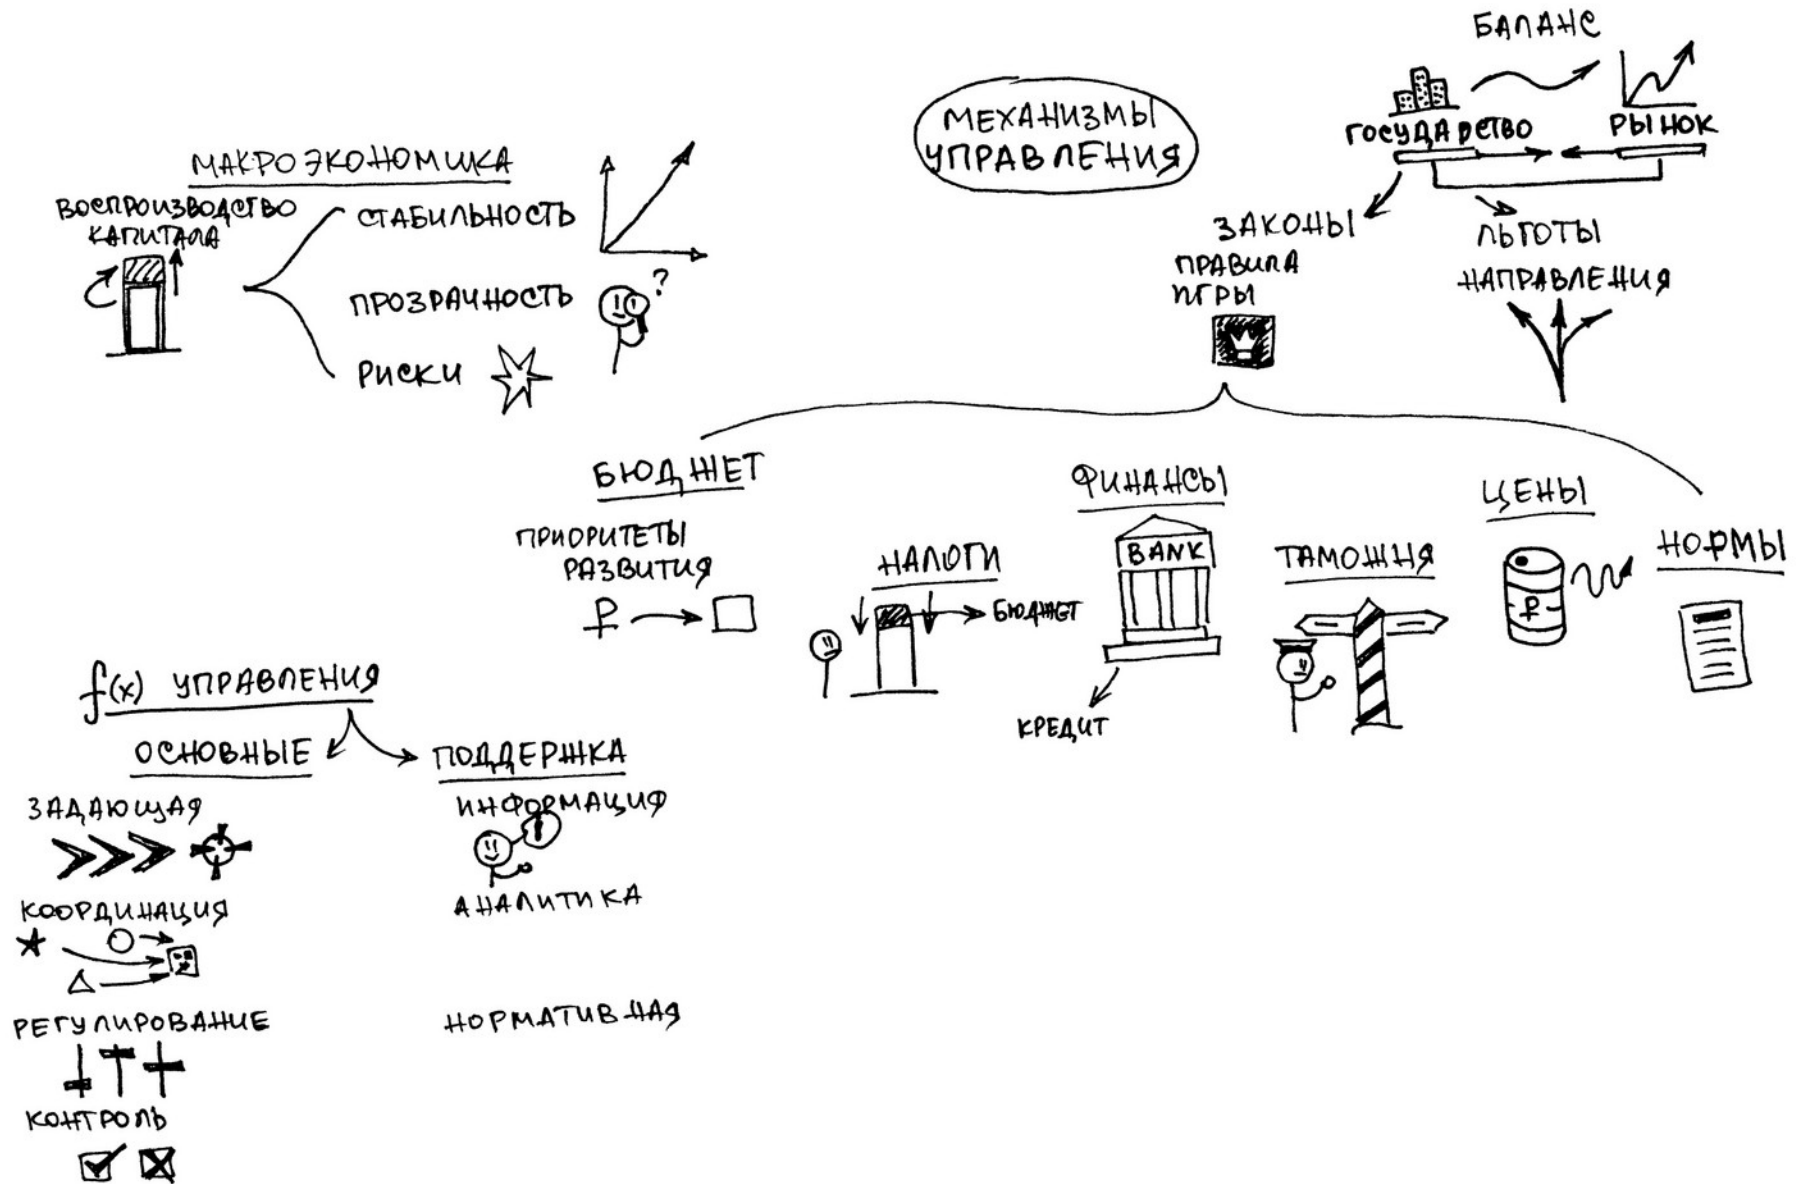 БАЛАНС
ГОСУДАРСТВО
РЫНОК
МЕХАНИЗМЫ
УПРАВЛЕНИЯ
ЗАКОНЫ
ПРАВИЛА
ИГРЫ
ЛЬГОТЫ
НАПРАВЛЕНИЯ
МАКРОЭКОНОМИКА
ВОСПРОИЗВОДСТВО
КАПИТАЛА
СТАБИЛЬНОСТЬ
ПРОЗРАЧНОСТЬ
?
РИСКИ
БЮДЖЕТ
ПРИОРИТЕТЫ
РАЗВИТИЯ
₽
НАЛОГИ
БЮДЖЕТ
ФИНАНСЫ
BANK
КРЕДИТ
ТАМОЖНЯ
ЦЕНЫ
₽
НОРМЫ
f(x) УПРАВЛЕНИЯ
ОСНОВНЫЕ
ЗАДАЮЩАЯ
КООРДИНАЦИЯ
РЕГУЛИРОВАНИЕ
КОНТРОЛЬ
ПОДДЕРЖКА
ИНФОРМАЦИЯ
!
АНАЛИТИКА
НОРМАТИВНАЯ